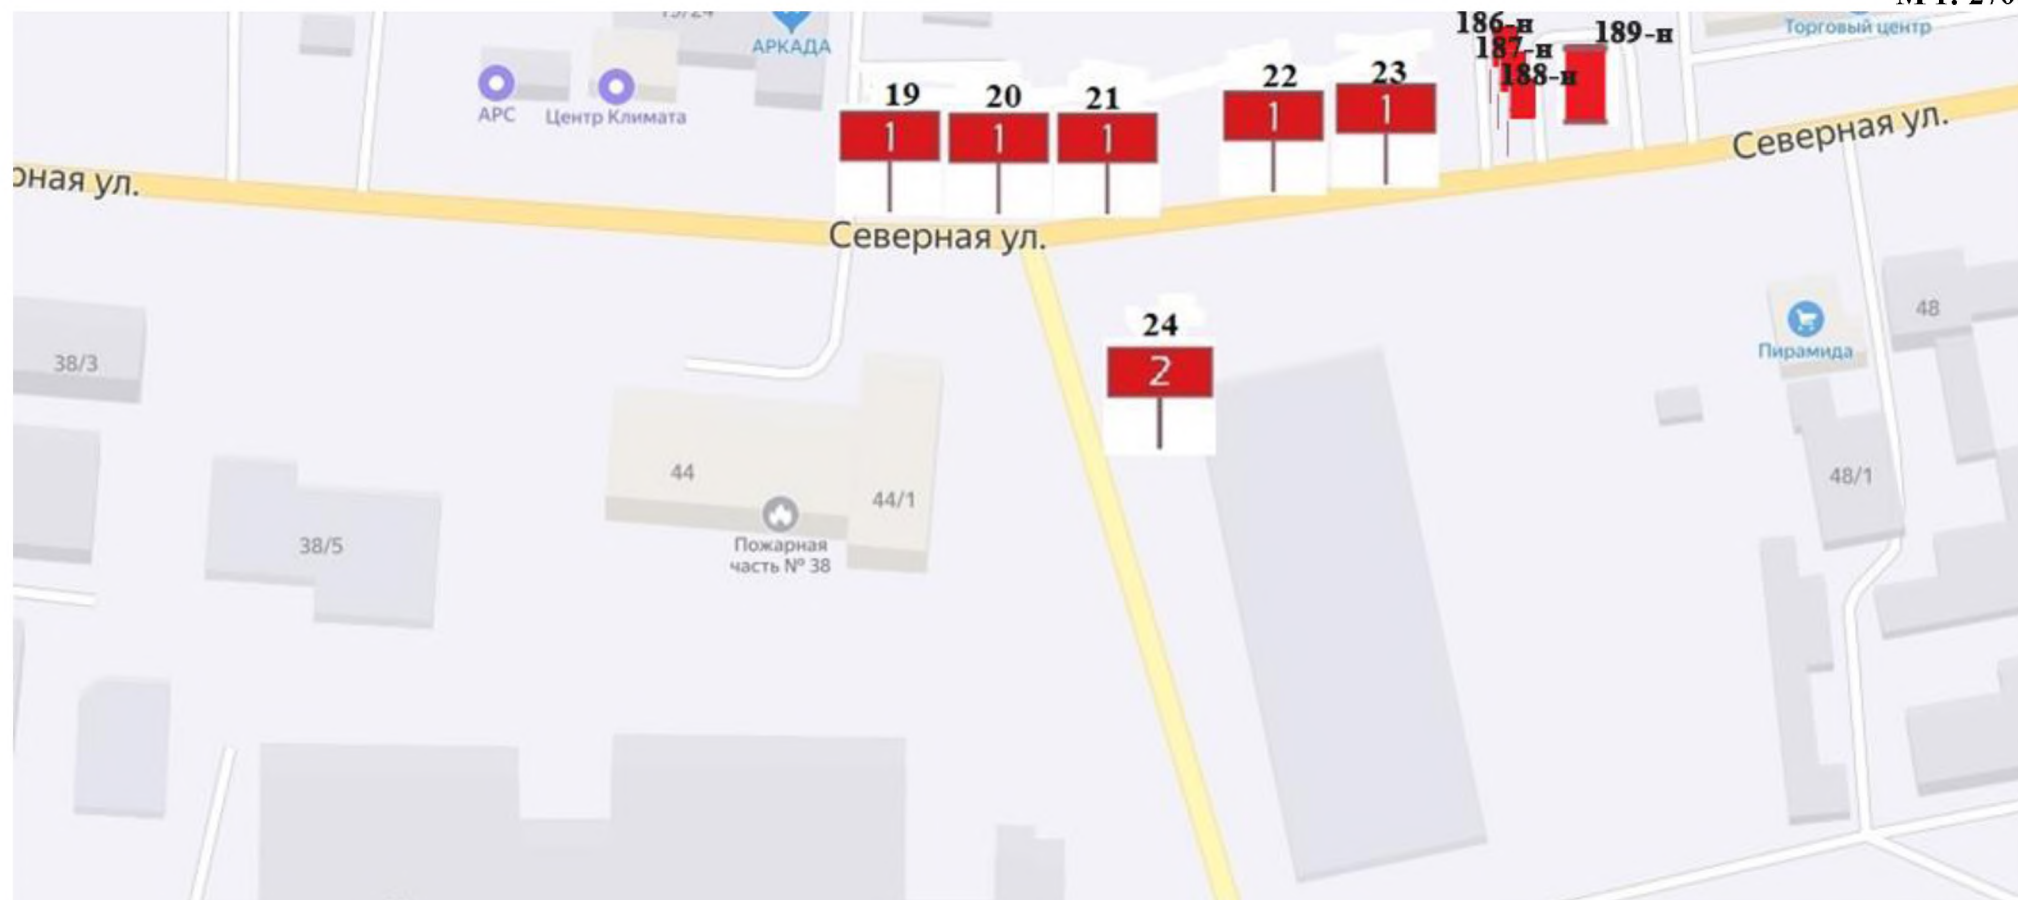 АРКАДА
АРС
Центр Климата
19
20
21
22
23
1
1
1
1
1
186-н
187-н
188-н
189-н
Торговый центр
Северная ул.
Северная ул.
ул.
24
2
38/3
38/5
44
44/1
Пожарная
часть № 38
Пирамида
48
48/1